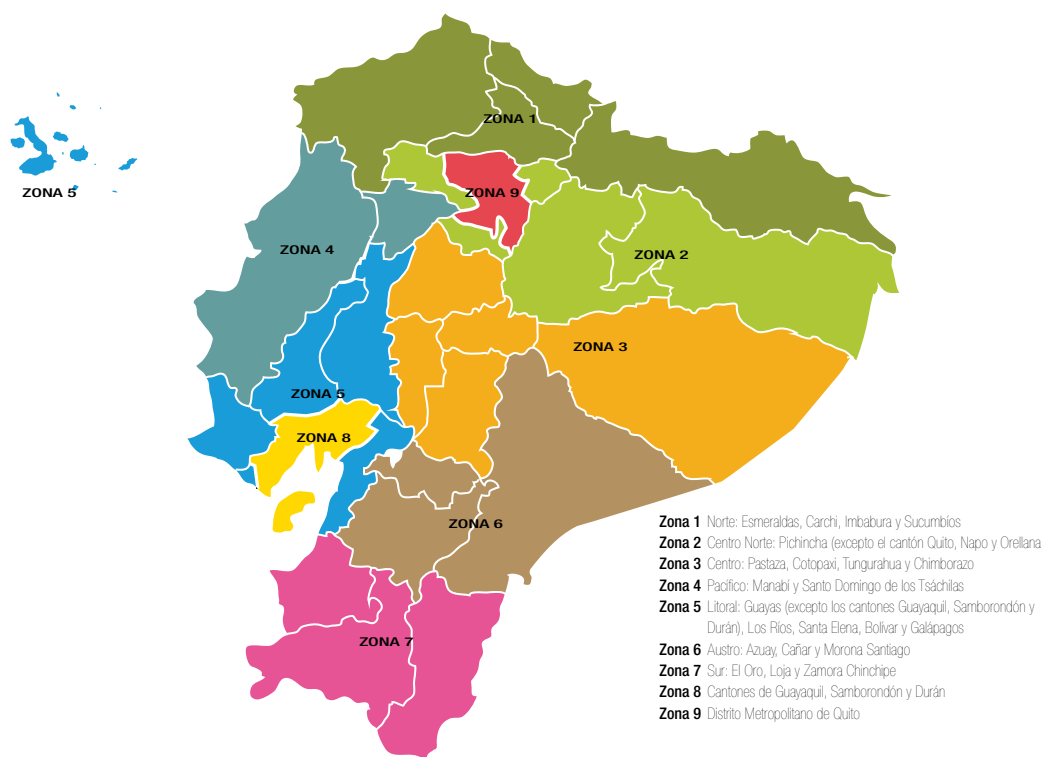 ZONA 1
ZONA 5
ZONA 9
ZONA 4
ZONA 2
ZONA 3
ZONA 5
ZONA 8
ZONA 6
ZONA 7
Zona 1 Norte: Esmeraldas, Carchi, Imbabura y Sucumbíos
Zona 2 Centro Norte: Pichincha (excepto el cantón Quito, Napo y Orellana
Zona 3 Centro: Pastaza, Cotopaxi, Tungurahua y Chimborazo
Zona 4 Pacífico: Manabí y Santo Domingo de los Tsáchilas
Zona 5 Litoral: Guayas (excepto los cantones Guayaquil, Samborondón y
Durán), Los Ríos, Santa Elena, Bolívar y Galápagos
Zona 6 Austro: Azuay, Cañar y Morona Santiago
Zona 7 Sur: El Oro, Loja y Zamora Chinchipe
Zona 8 Cantones de Guayaquil, Samborondón y Durán
Zona 9 Distrito Metropolitano de Quito